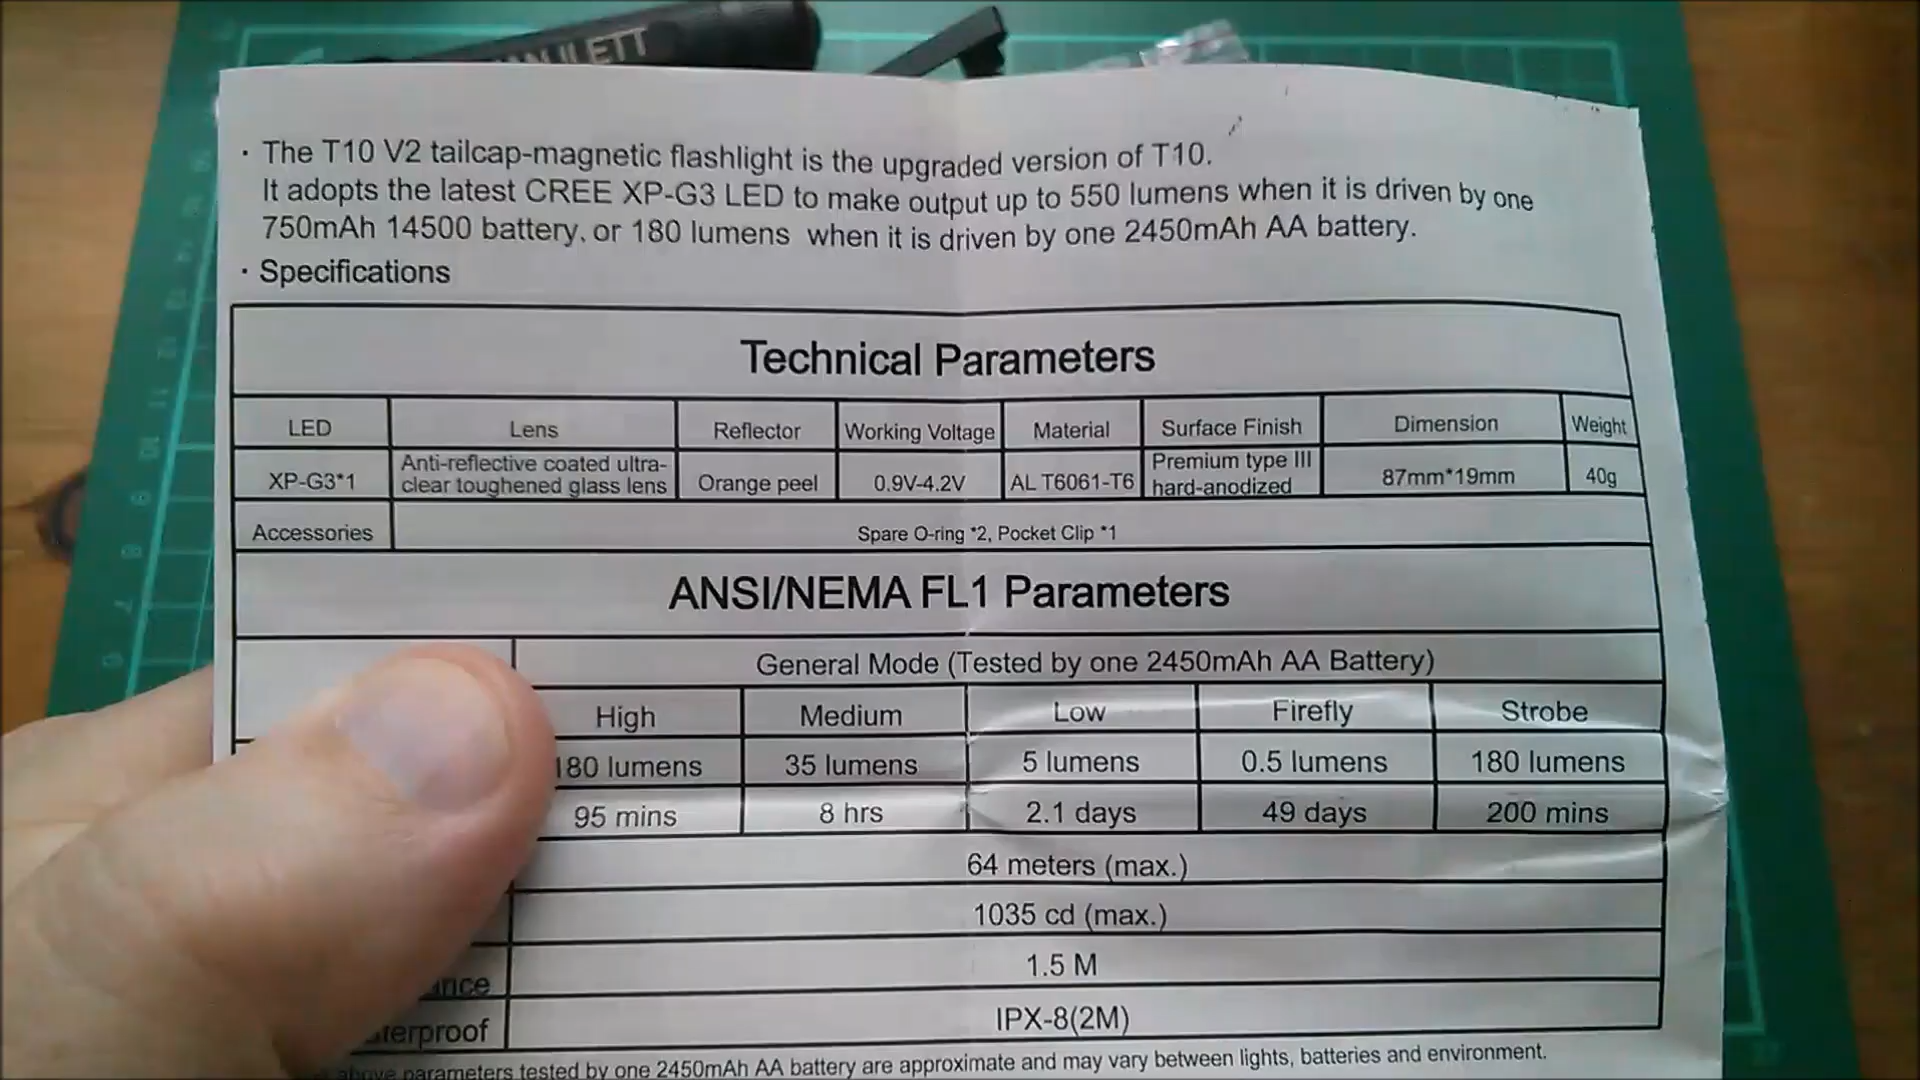 · The T10 V2 tailcap-magnetic flashlight is the upgraded version of T10.
It adopts the latest CREE XP-G3 LED to make output up to 550 lumens when it is driven by one
750mAh 14500 battery, or 180 lumens when it is driven by one 2450mAh AA battery.
· Specifications
Technical Parameters
LED Lens Reflector Working Voltage Material Surface Finish Dimension Weight
XP-G3*1 Anti-reflective coated ultra-
clear toughened glass lens Orange peel 0.9V-4.2V AL T6061-T6 Premium type III
hard-anodized 87mm*19mm 40g
Accessories Spare O-ring *2, Pocket Clip *1
ANSI/NEMA FL1 Parameters
General Mode (Tested by one 2450mAh AA Battery)
High Medium Low Firefly Strobe
180 lumens 35 lumens 5 lumens 0.5 lumens 180 lumens
95 mins 8 hrs 2.1 days 49 days 200 mins
64 meters (max.)
1035 cd (max.)
1.5 M
IPX-8(2M)
above parameters tested by one 2450mAh AA battery are approximate and may vary between lights, batteries and environment.